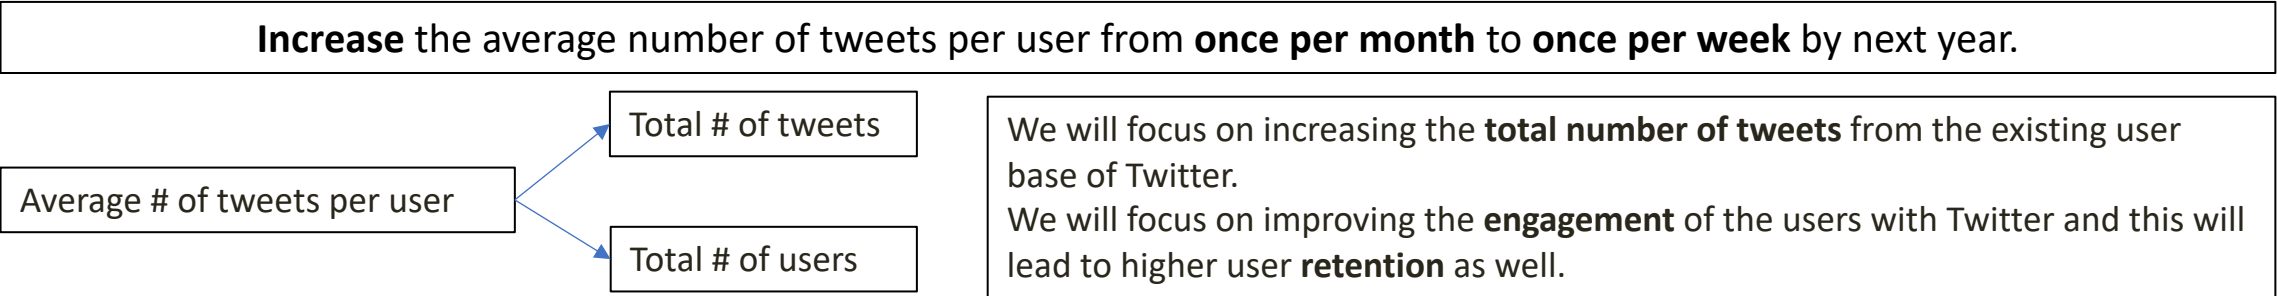 Increase the average number of tweets per user from once per month to once per week by next year.
Total # of tweets
Average # of tweets per user
Total # of users
We will focus on increasing the total number of tweets from the existing user
base of Twitter.
We will focus on improving the engagement of the users with Twitter and this will
lead to higher user retention as well.